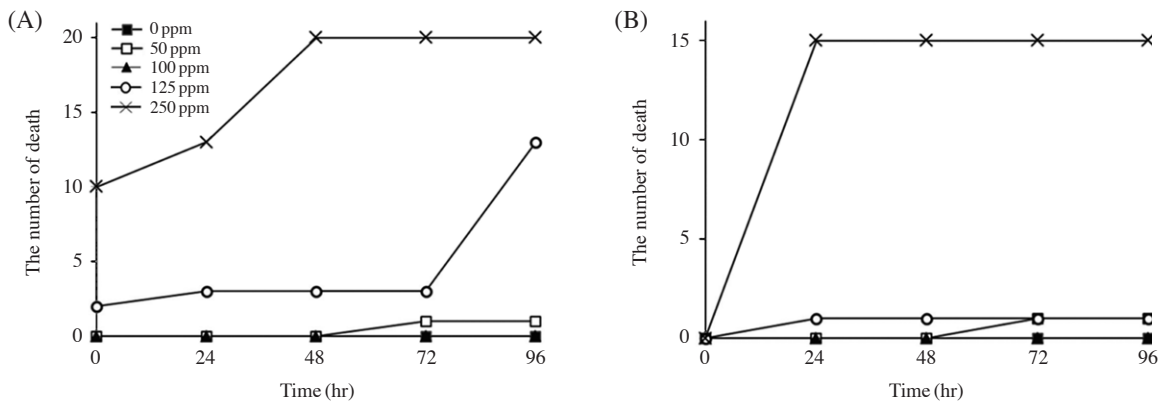 (A)
The number of death
20
15
10
5
0
0 ppm
50 ppm
100 ppm
125 ppm
250 ppm
0 24 48 72 96
Time (hr)
(B)
The number of death
15
10
5
0
0 24 48 72 96
Time (hr)